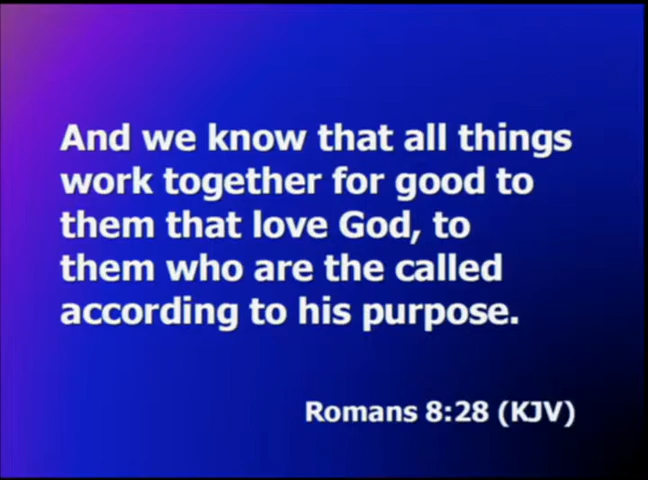 And we know that all things
work together for good to
them that love God, to
them who are the called
according to his purpose.
Romans 8:28 (KJV)